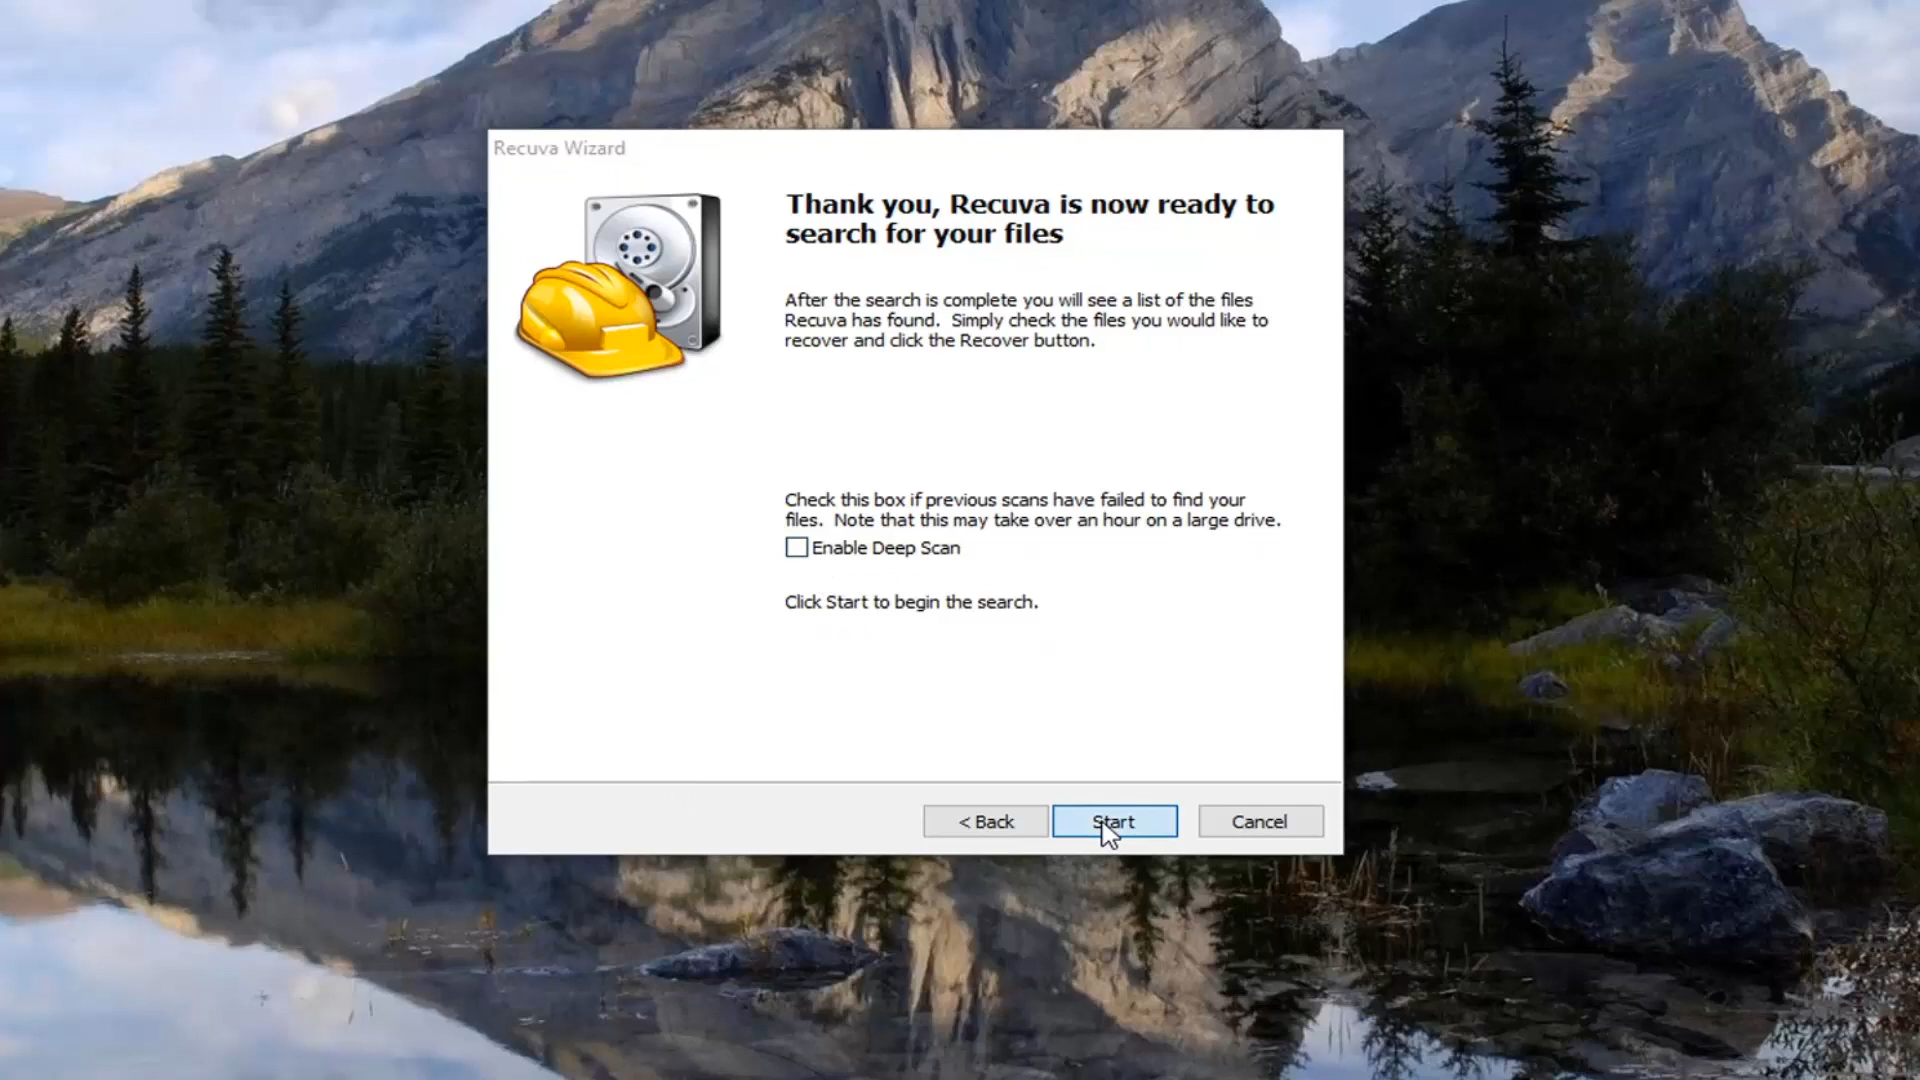 Recuva Wizard
Thank you, Recuva is now ready to
search for your files
After the search is complete you will see a list of the files
Recuva has found.  Simply check the files you would like to
recover and click the Recover button.
Check this box if previous scans have failed to find your
files.  Note that this may take over an hour on a large drive.
Enable Deep Scan
Click Start to begin the search.
< Back
Start
Cancel